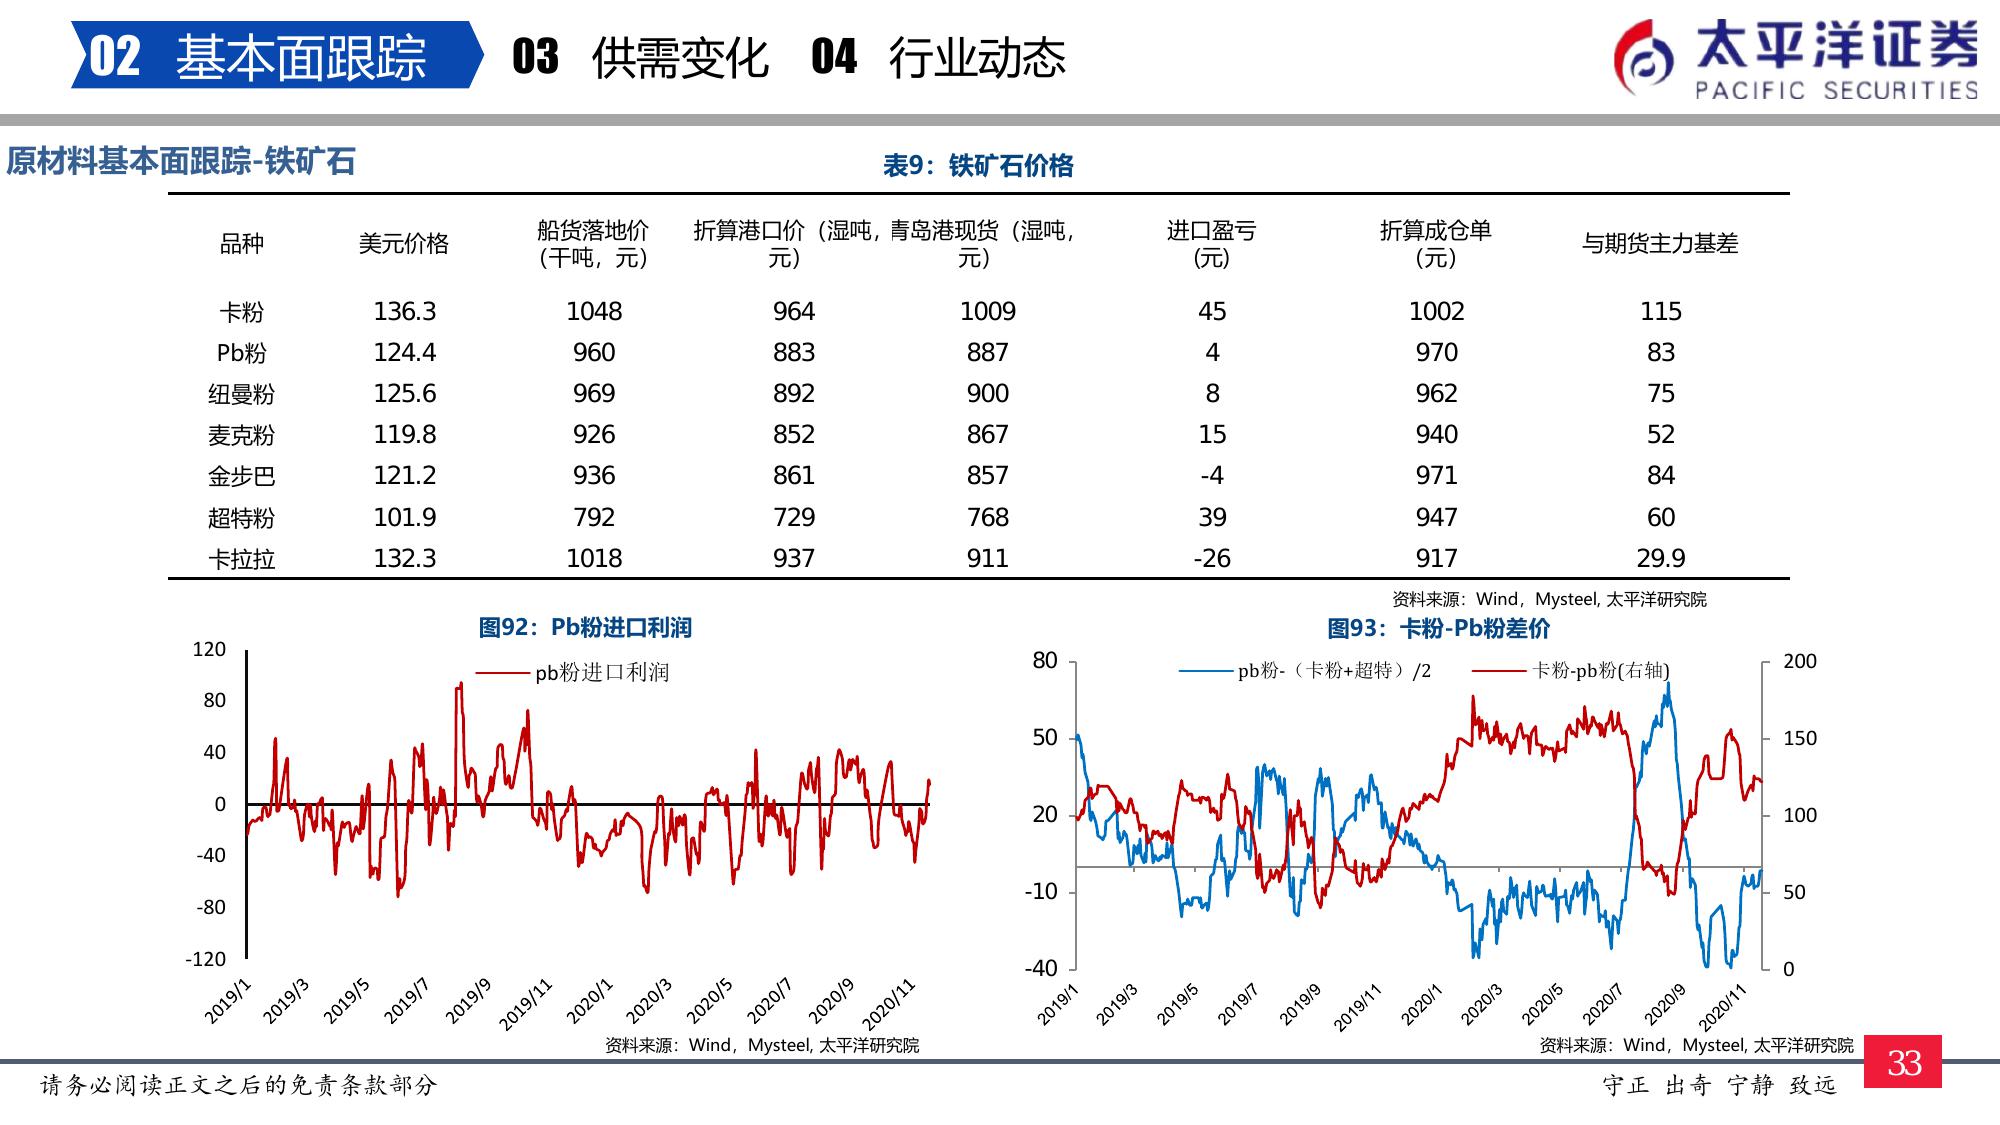 02 基本面跟踪 03 供需变化 04 行业动态
太平洋证券
PACIFIC SECURITIES
原材料基本面跟踪-铁矿石
表9：铁矿石价格
品种 美元价格 船货落地价（干吨，元） 折算港口价（湿吨，元） 青岛港现货（湿吨，元） 进口盈亏（元） 折算成仓单（元） 与期货主力基差
卡粉 136.3 1048 964 1009 45 1002 115
Pb粉 124.4 960 883 887 4 970 83
纽曼粉 125.6 969 892 900 8 962 75
麦克粉 119.8 926 852 867 15 940 52
金步巴 121.2 936 861 857 -4 971 84
超特粉 101.9 792 729 768 39 947 60
卡拉拉 132.3 1018 937 911 -26 917 29.9
资料来源：Wind，Mysteel, 太平洋研究院
图92：Pb粉进口利润
pb粉进口利润
120
80
40
0
-40
-80
-120
2019/1 2019/3 2019/5 2019/7 2019/9 2019/11 2020/1 2020/3 2020/5 2020/7 2020/9 2020/11
资料来源：Wind，Mysteel, 太平洋研究院
图93：卡粉-Pb粉差价
pb粉-（卡粉+超特）/2 卡粉-pb粉(右轴)
80 200
50 150
20 100
-10 50
-40 0
2019/1 2019/3 2019/5 2019/7 2019/9 2019/11 2020/1 2020/3 2020/5 2020/7 2020/9 2020/11
资料来源：Wind，Mysteel, 太平洋研究院
请务必阅读正文之后的免责条款部分
守正 出奇 宁静 致远
33